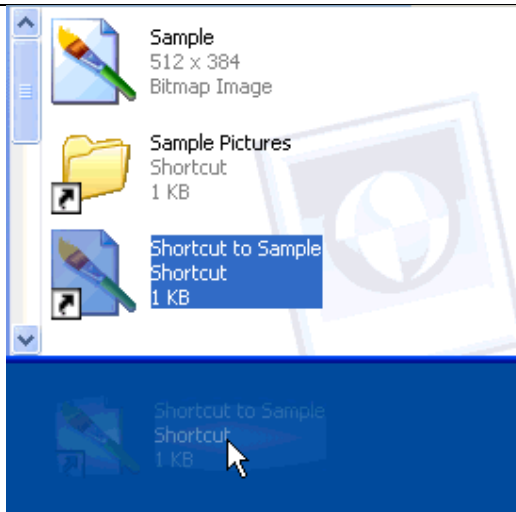 Sample
512 x 384
Bitmap Image
Sample Pictures
Shortcut
1 KB
Shortcut to Sample
Shortcut
1 KB
Shortcut to Sample
Shortcut
1 KB